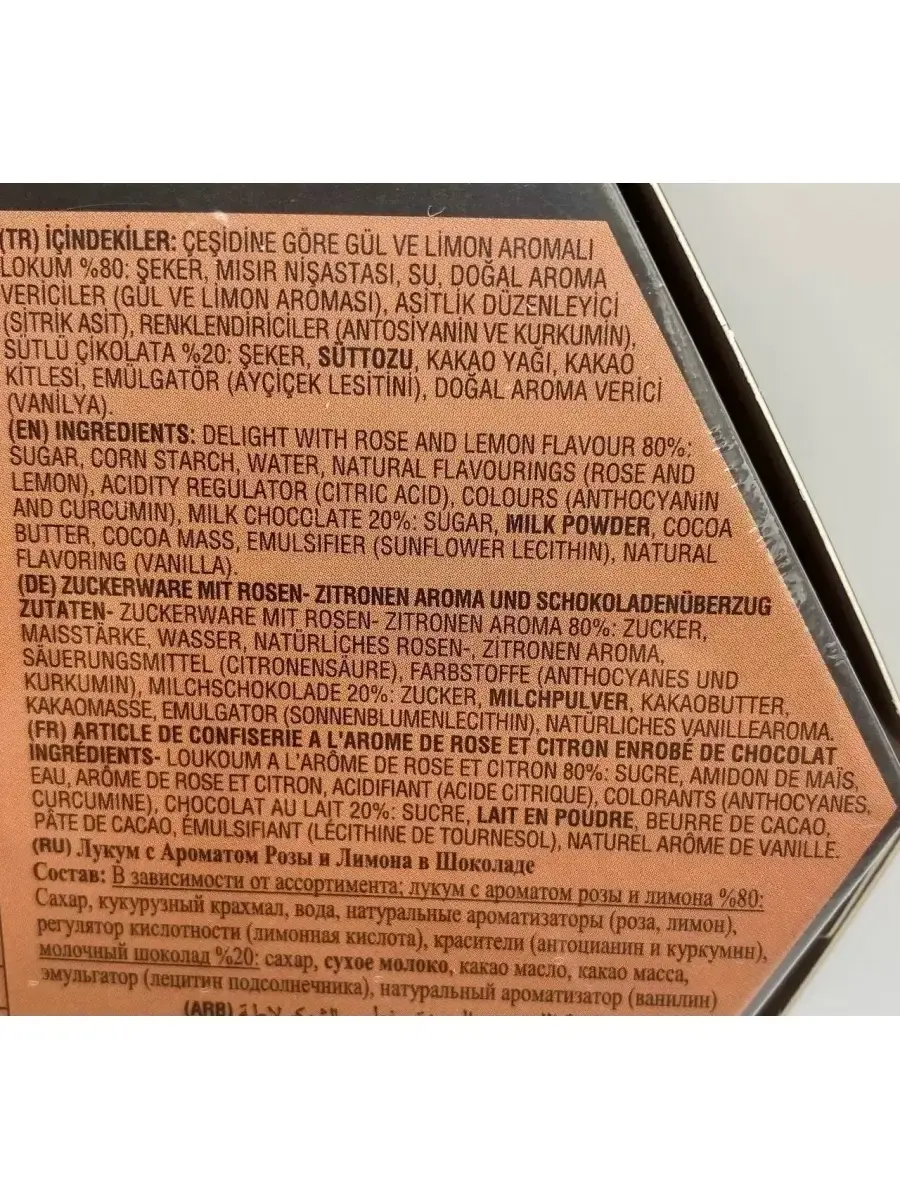 (TR) İÇİNDEKİLER: ÇEŞİDİNE GÖRE GÜL VE LİMON AROMALI
LOKUM %80: ŞEKER, MISIR NİŞASTASI, SU, DOĞAL AROMA
VERİCİLER (GÜL VE LİMON AROMASI), ASİTLİK DÜZENLEYİCİ
(SİTRİK ASİT), RENKLENDİRİCİLER (ANTOSİYANİN VE KURKUMİN),
SÜTLÜ ÇİKOLATA %20: ŞEKER, SÜTTOZU, KAKAO YAĞI, KAKAO
KİTLESİ, EMÜLGATÖR (AYÇİÇEK LESİTİNİ), DOĞAL AROMA VERİCİ
(VANİLYA).
(EN) INGREDIENTS: DELIGHT WITH ROSE AND LEMON FLAVOUR 80%:
SUGAR, CORN STARCH, WATER, NATURAL FLAVOURINGS (ROSE AND
LEMON), ACIDITY REGULATOR (CITRIC ACID), COLOURS (ANTHOCYANIN
AND CURCUMIN), MILK CHOCCLATE 20%: SUGAR, MILK POWDER, COCOA
BUTTER, COCOA MASS, EMULSIFIER (SUNFLOWER LECITHIN), NATURAL
FLAVORING (VANILLA).
(DE) ZUCKERWARE MIT ROSEN- ZITRONEN AROMA UND SCHOKOLADENÜBERZUG
ZUTATEN- ZUCKERWARE MIT ROSEN- ZITRONEN AROMA 80%: ZUCKER,
MAISSTÄRKE, WASSER, NATÜRLICHES ROSEN-, ZITRONEN AROMA,
SÄUERUNGSMITTEL (CITRONENSÄURE), FARBSTOFFE (ANTHOCYANES UND
KURKUMIN), MILCHSCHOKOLADE 20%: ZUCKER, MILCHPULVER, KAKAOBUTTER,
KAKAOMASSE, EMULGATOR (SONNENBLUMENLECITHIN), NATÜRLICHES VANILLEAROMA.
(FR) ARTICLE DE CONFISERIE A L'AROME DE ROSE ET CITRON ENROBÉ DE CHOCOLAT
INGRÉDIENTS- LOUKOUM A L'ARÔME DE ROSE ET CITRON 80%: SUCRE, AMIDON DE MAÏS,
EAU, ARÔME DE ROSE ET CITRON, ACIDIFIANT (ACIDE CITRIQUE), COLORANTS (ANTHOCYANES,
CURCUMINE), CHOCOLAT AU LAIT 20%: SUCRE, LAIT EN POUDRE, BEURRE DE CACAO,
PÂTE DE CACAO, ÉMULSIFIANT (LÉCITHINE DE TOURNESOL), NATUREL ARÔME DE VANILLE.
(RU) Лукум с Ароматом Розы и Лимона в Шоколаде
Состав: В зависимости от ассортимента; лукум с ароматом розы и лимона %80:
Сахар, кукурузный крахмал, вода, натуральные ароматизаторы (роза, лимон),
регулятор кислотности (лимонная кислота), красители (антоцианин и куркумин),
молочный шоколад %20: сахар, сухое молоко, какао масло, какао масса,
эмульгатор (лецитин подсолнечника), натуральный ароматизатор (ванилин)
(ARB)